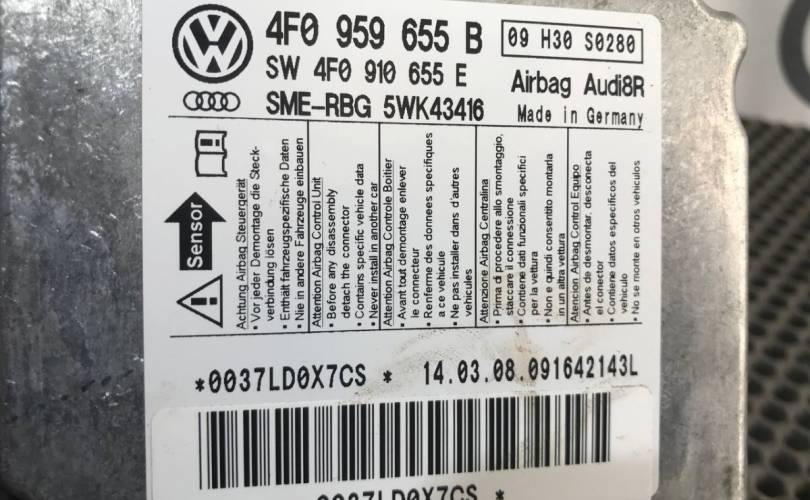 4F0 959 655 B
09 H30 S0280
SW 4F0 910 655 E
Airbag Audi8R
SME-RBG 5WK43416
Made in Germany
Sensor
Achtung Airbag Steuergerät
• Vor jeder Demontage die Steck-
verbindung lösen
• Enthält fahrzeugspezifische Daten
• Nie in andere Fahrzeuge einbauen
Attention Airbag Control Unit
• Before any disassembly
detach the connector
• Contains specific vehicle data
• Never install in another car
Attention Airbag Controle Boitier
• Avant tout demontage enlever
le connecteur
• Renferme des donnees specifiques
a ce vehicule
• Ne pas installer dans d'autres
vehicules
Attenzione Airbag Centralina
• Prima di procedere allo smontaggio,
staccare il connessione
• Contiene dati funzionali specifici
per la vettura
• Non e quindi consentito montarla
in un altra vettura
Atencion Airbag Control Equipo
• Antes de desmontar, desconecta
el conector
• Contiene datos especificos del
vehiculo
• No se monte en otros vehiculos
*0037LD0X7CS * 14.03.08.091642143L
*0037LD0X7CS *